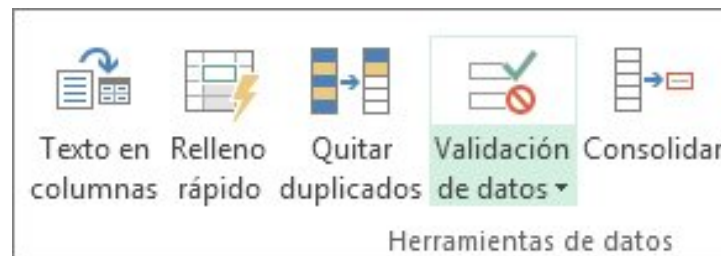 Texto en columnas
Relleno rápido
Quitar duplicados
Validación de datos
Consolidar
Herramientas de datos